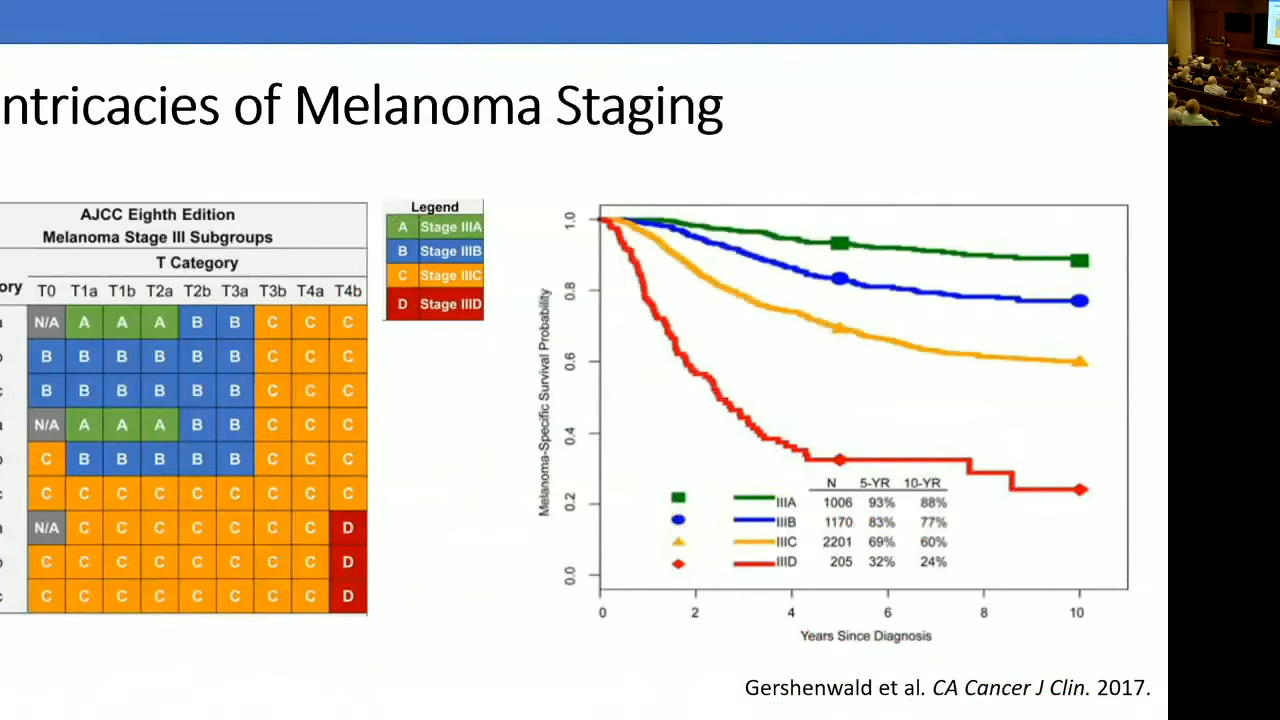 ntricacies of Melanoma Staging
AJCC Eighth Edition
Melanoma Stage III Subgroups
T Category
ory T0 T1a T1b T2a T2b T3a T3b T4a T4b
a N/A A A A B B C C C
b B B B B B B C C C
c B B B B B B C C C
a N/A A A A B B C C C
b C B B B B B C C C
c C C C C C C C C C
a N/A C C C C C C C D
b C C C C C C C C D
c C C C C C C C C D
Legend
A Stage IIIA
B Stage IIIB
C Stage IIIC
D Stage IIID
Melanoma-Specific Survival Probability
1.0
0.8
0.6
0.4
0.2
0.0
N 5-YR 10-YR
IIIA 1006 93% 88%
IIIB 1170 83% 77%
IIIC 2201 69% 60%
IIID 205 32% 24%
0 2 4 6 8 10
Years Since Diagnosis
Gershenwald et al. CA Cancer J Clin. 2017.